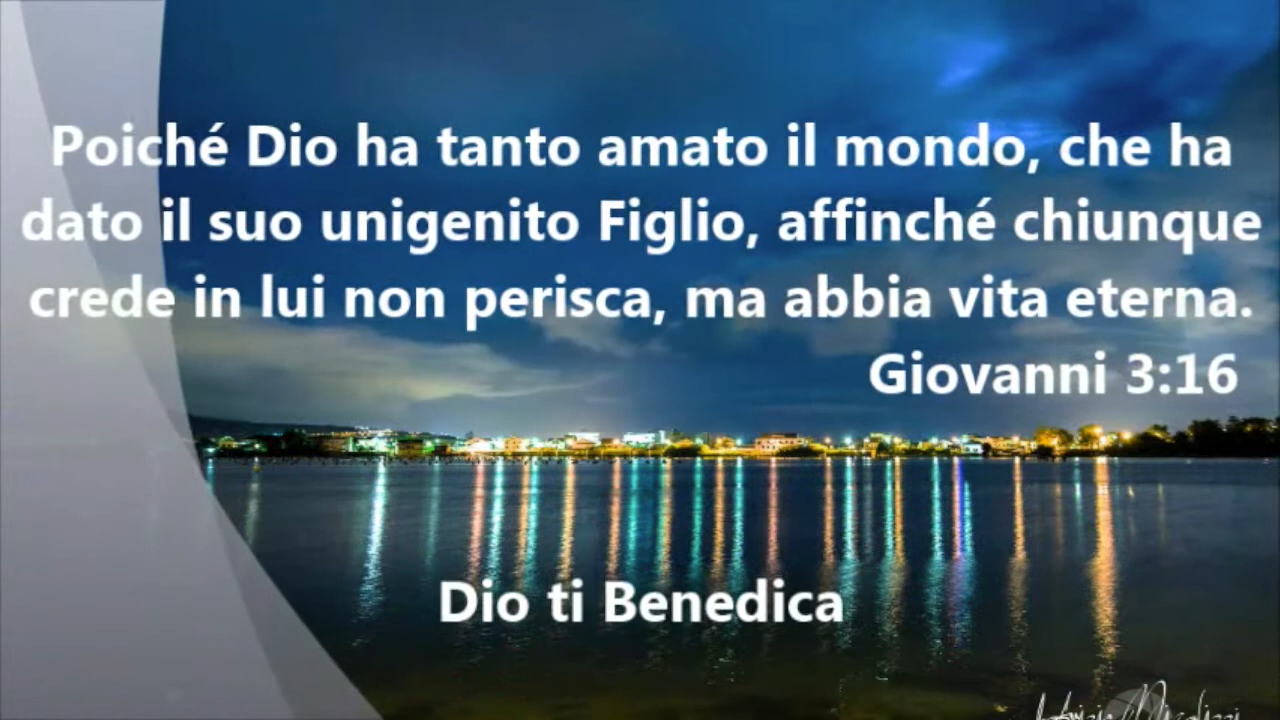 Poiché Dio ha tanto amato il mondo, che ha
dato il suo unigenito Figlio, affinché chiunque
crede in lui non perisca, ma abbia vita eterna.
Giovanni 3:16
Dio ti Benedica